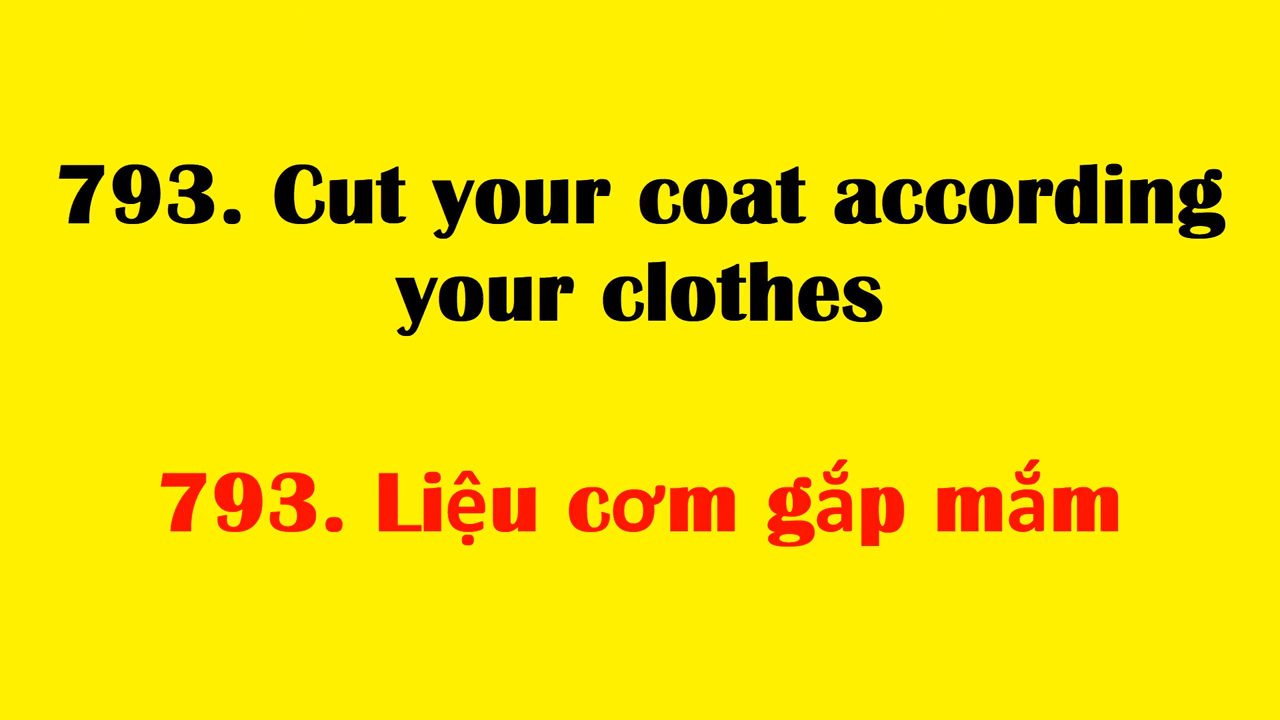 793. Cut your coat according
your clothes
793. Liệu cơm gắp mắm